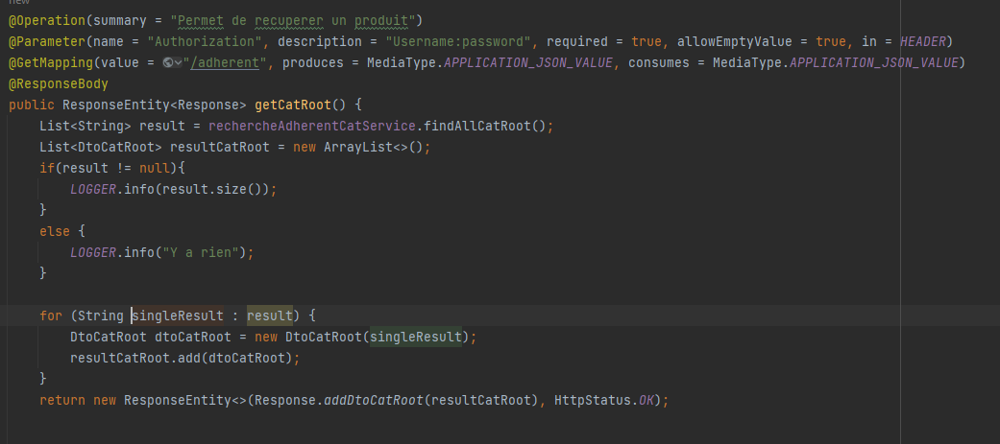 new
@Operation(summary = "Permet de recuperer un produit")
@Parameter(name = "Authorization", description = "Username:password", required = true, allowEmptyValue = true, in = HEADER)
@GetMapping(value = "/adherent", produces = MediaType.APPLICATION_JSON_VALUE, consumes = MediaType.APPLICATION_JSON_VALUE)
@ResponseBody
public ResponseEntity<Response> getCatRoot() {
    List<String> result = rechercheAdherentCatService.findAllCatRoot();
    List<DtoCatRoot> resultCatRoot = new ArrayList<>();
    if(result != null){
        LOGGER.info(result.size());
    }
    else {
        LOGGER.info("Y a rien");
    }
    for (String singleResult : result) {
        DtoCatRoot dtoCatRoot = new DtoCatRoot(singleResult);
        resultCatRoot.add(dtoCatRoot);
    }
    return new ResponseEntity<>(Response.addDtoCatRoot(resultCatRoot), HttpStatus.OK);